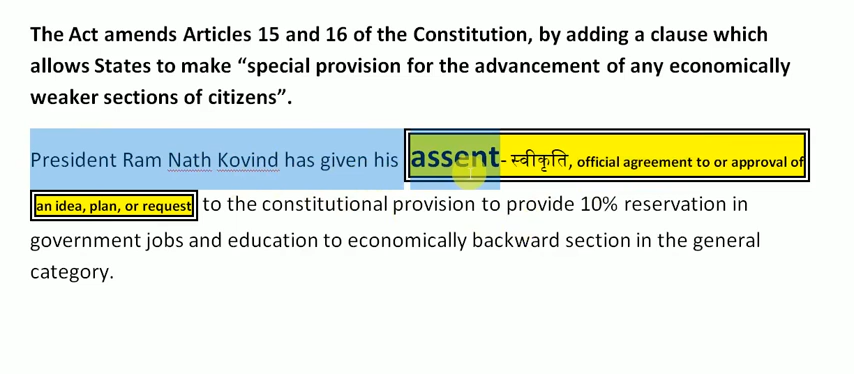 The Act amends Articles 15 and 16 of the Constitution, by adding a clause which
allows States to make “special provision for the advancement of any economically
weaker sections of citizens”.
President Ram Nath Kovind has given his assent- स्वीकृति, official agreement to or approval of
an idea, plan, or request to the constitutional provision to provide 10% reservation in
government jobs and education to economically backward section in the general
category.